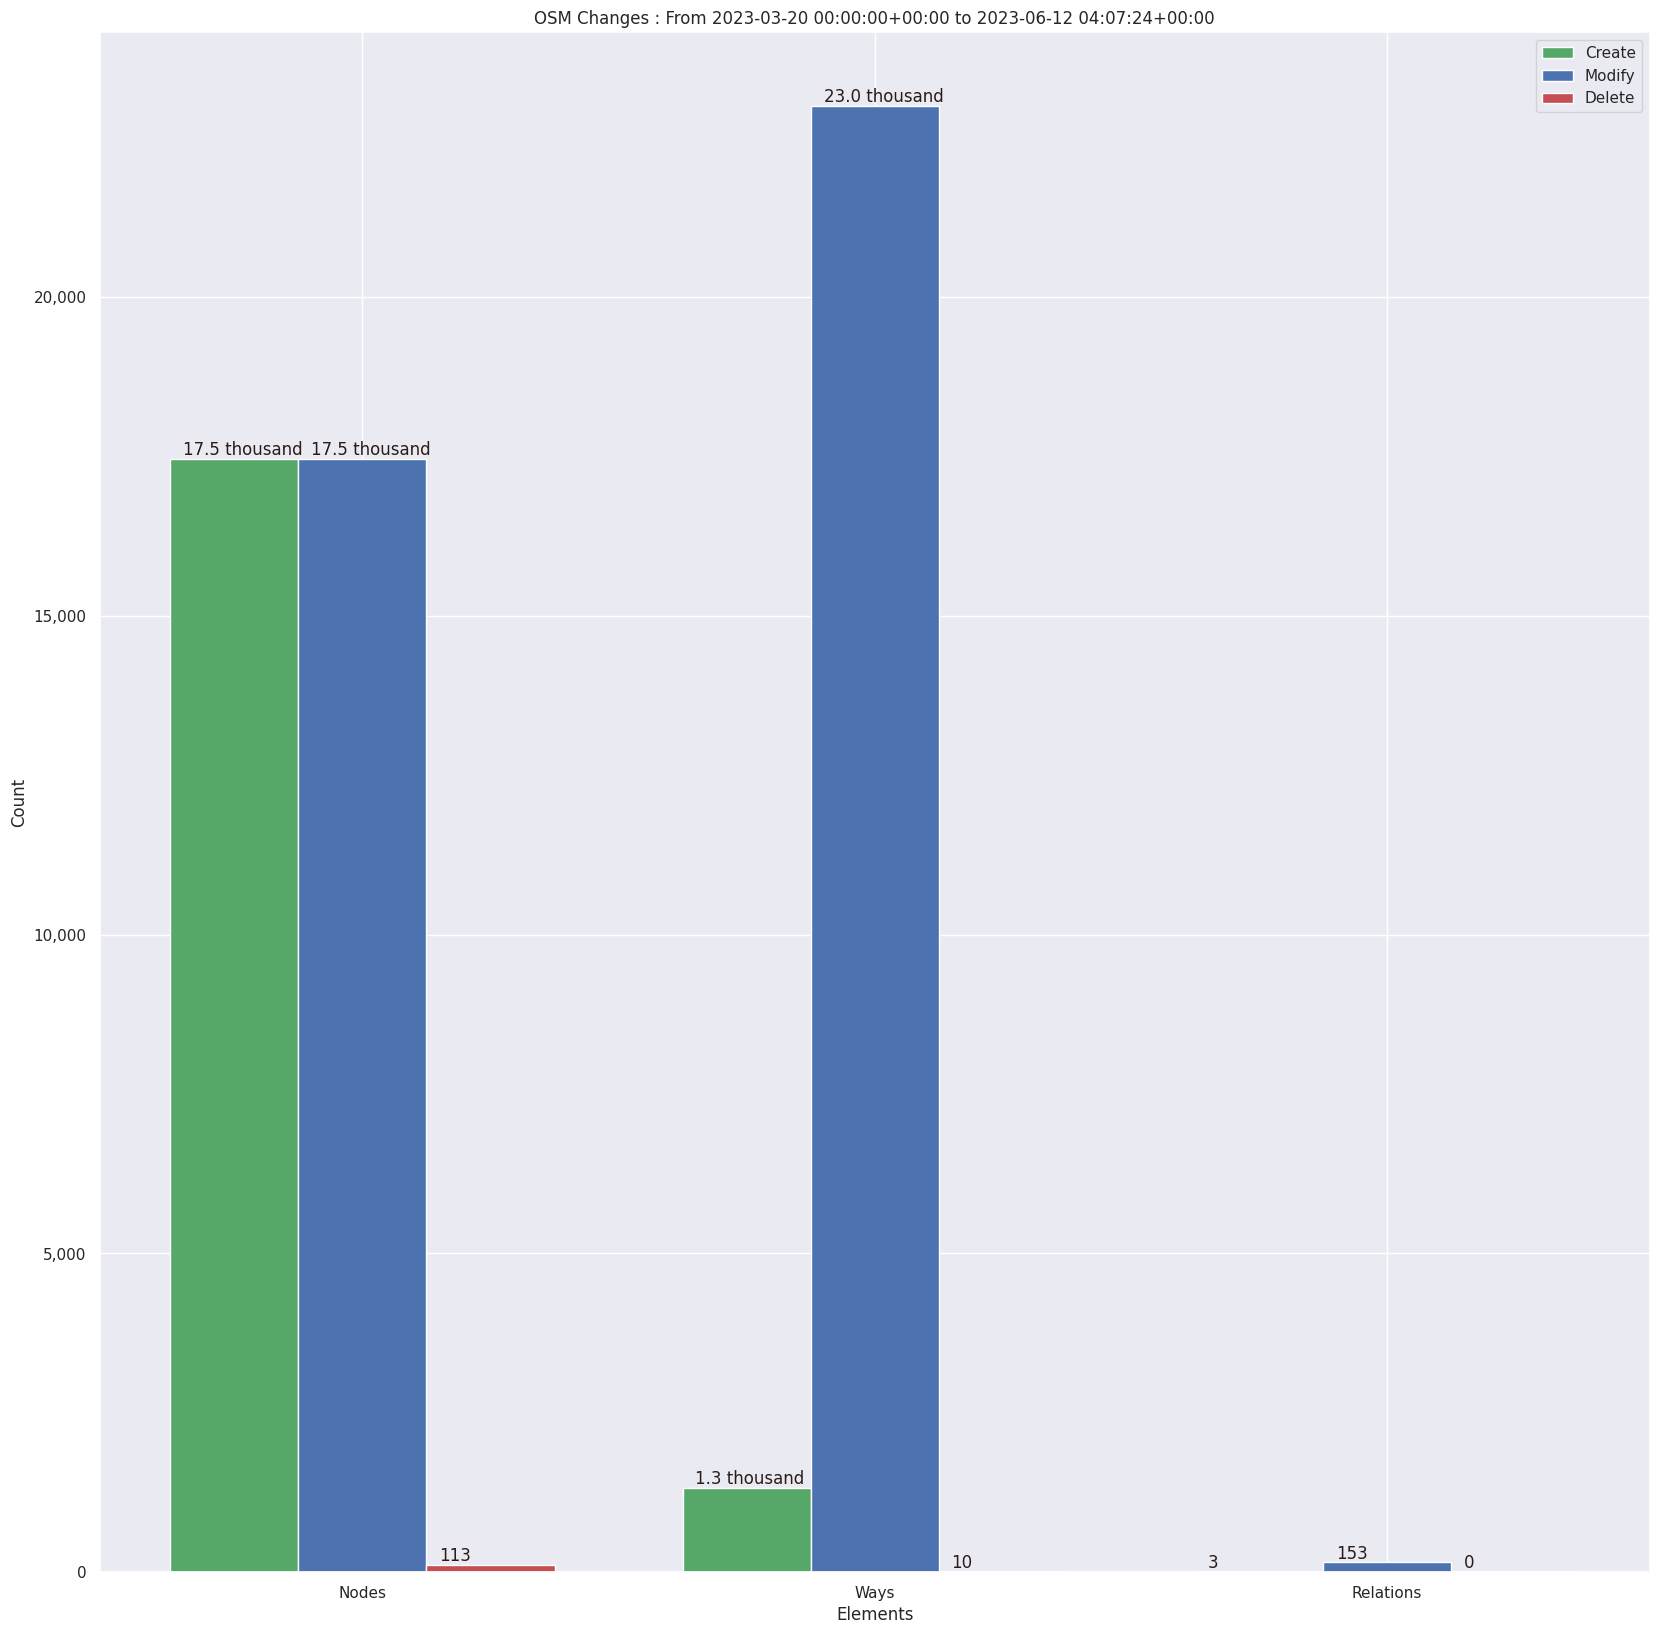 OSM Changes : From 2023-03-20 00:00:00+00:00 to 2023-06-12 04:07:24+00:00
Create
Modify
Delete
23.0 thousand
20,000
17.5 thousand 17.5 thousand
15,000
Count
10,000
5,000
1.3 thousand
113
10
3
153
0
0
Nodes
Ways
Relations
Elements